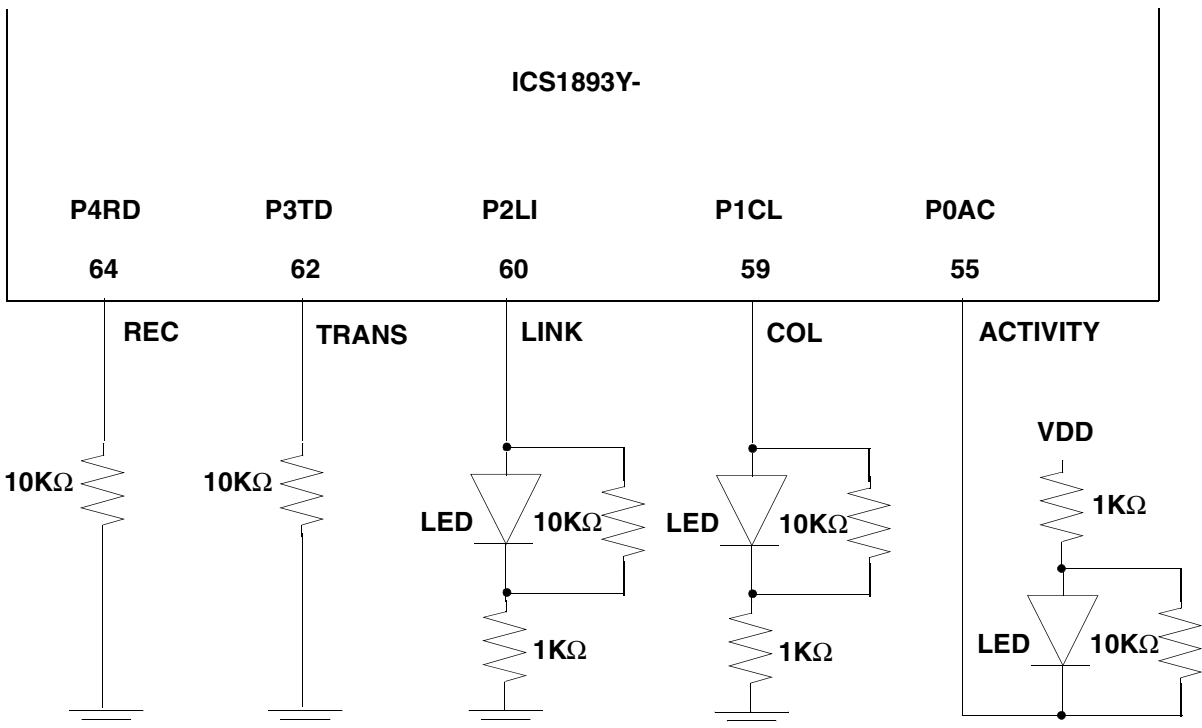 ICS1893Y-
P4RD P3TD P2LI P1CL P0AC
64 62 60 59 55
REC TRANS LINK COL ACTIVITY
VDD
10KΩ 10KΩ
1KΩ
LED 10KΩ LED 10KΩ
LED 10KΩ
1KΩ 1KΩ